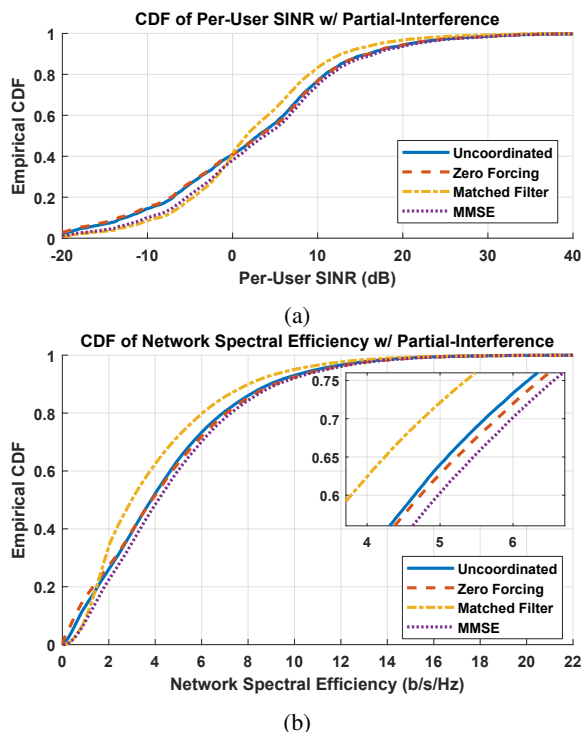 CDF of Per-User SINR w/ Partial-Interference
1
0.8
0.6
0.4
0.2
0
Empirical CDF
Uncoordinated
Zero Forcing
Matched Filter
MMSE
-20 -10 0 10 20 30 40
Per-User SINR (dB)
(a)
CDF of Network Spectral Efficiency w/ Partial-Interference
1
0.8
0.6
0.4
0.2
0
Empirical CDF
0.75
0.7
0.65
0.6
4 5 6
Uncoordinated
Zero Forcing
Matched Filter
MMSE
0 2 4 6 8 10 12 14 16 18 20 22
Network Spectral Efficiency (b/s/Hz)
(b)